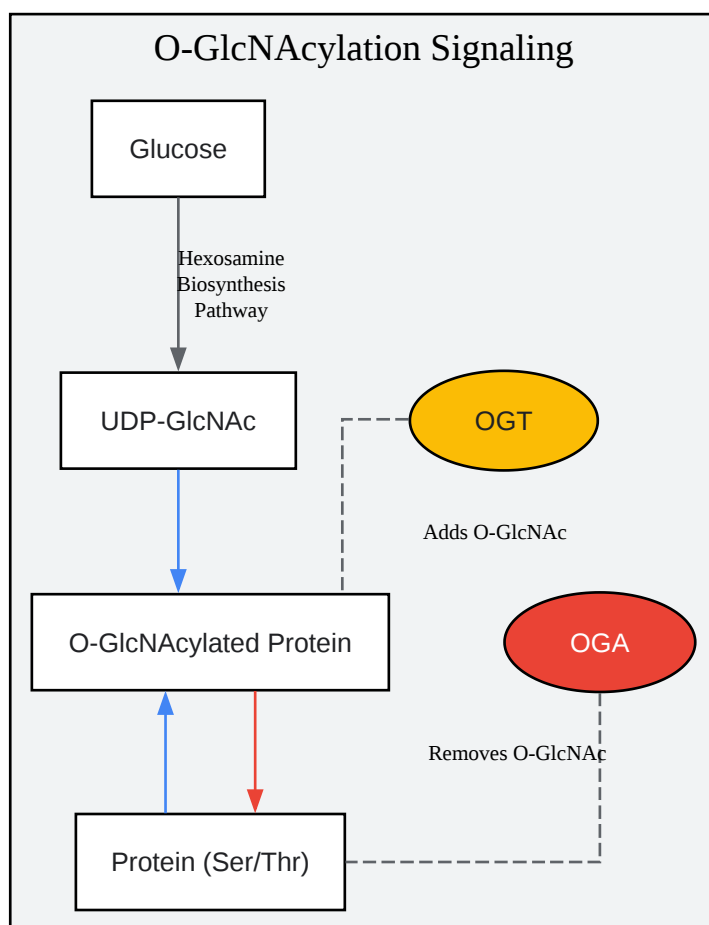 O-GlcNAcylation Signaling
Glucose
Hexosamine
Biosynthesis
Pathway
UDP-GlcNAc
OGT
Adds O-GlcNAc
O-GlcNAcylated Protein
OGA
Removes O-GlcNAc
Protein (Ser/Thr)